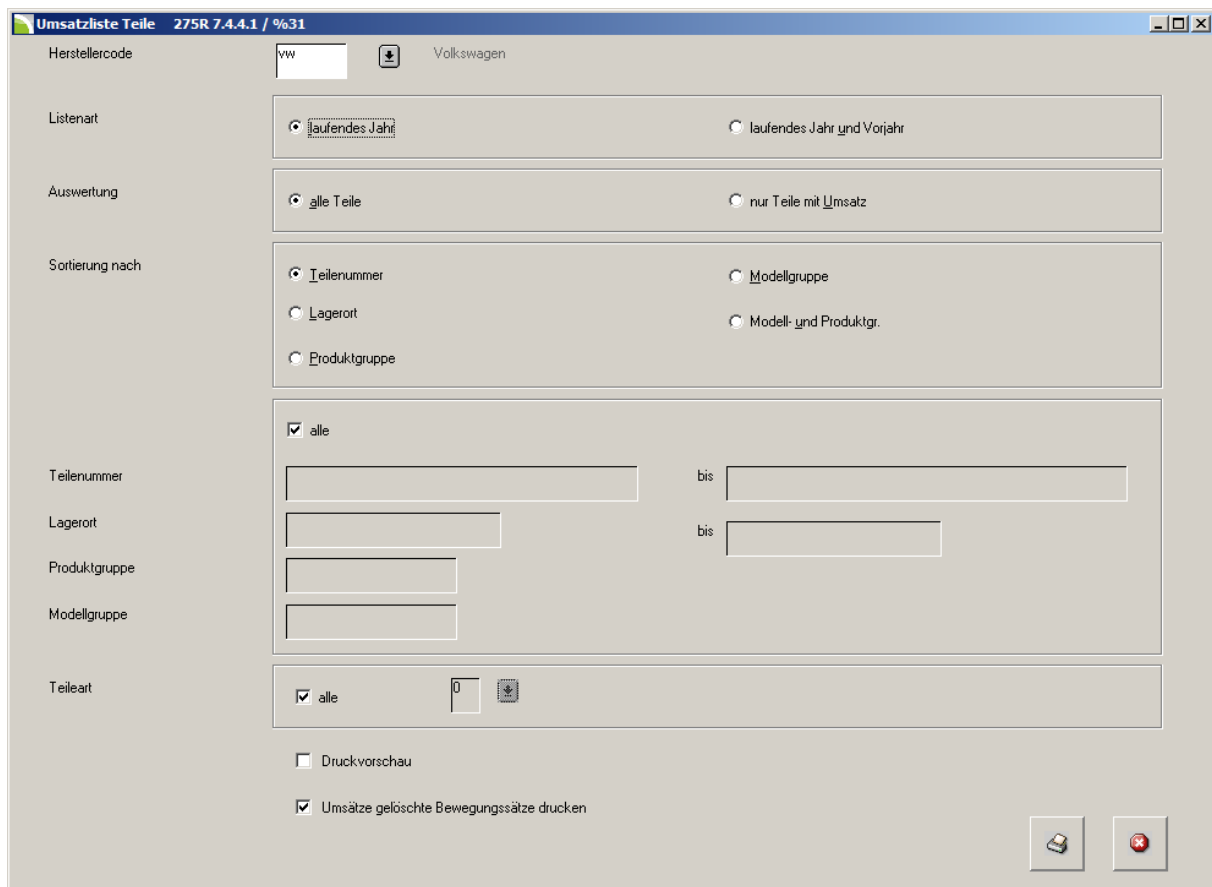 Umsatzliste Teile 275R 7.4.4.1 / %31
Herstellercode vw Volkswagen
Listenart laufendes Jahr laufendes Jahr und Vorjahr
Auswertung alle Teile nur Teile mit Umsatz
Sortierung nach Teilenummer Modellgruppe
Lagerort Modell- und Produktgr.
Produktgruppe
alle
Teilenummer bis
Lagerort bis
Produktgruppe
Modellgruppe
Teileart alle 0
Druckvorschau
Umsätze gelöschte Bewegungssätze drucken